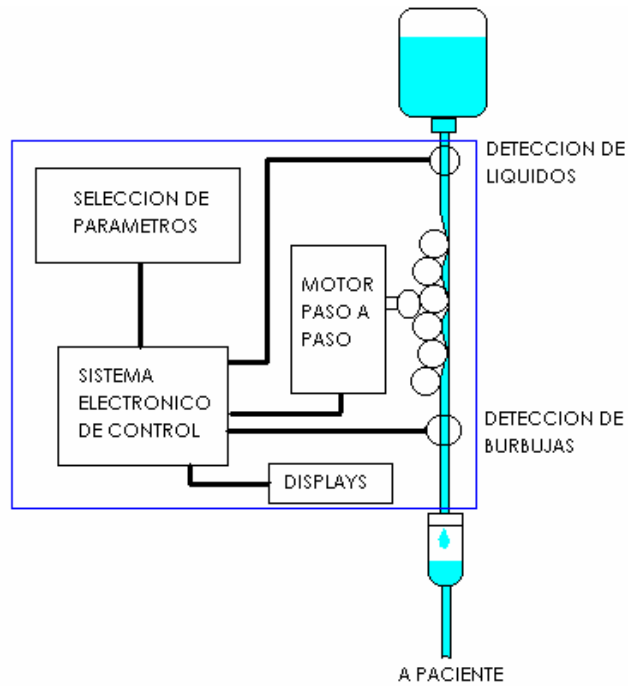 DETECCION DE
LIQUIDOS
SELECCION DE
PARAMETROS
MOTOR
PASO A
PASO
SISTEMA
ELECTRONICO
DE CONTROL
DETECCION DE
BURBUJAS
DISPLAYS
A PACIENTE